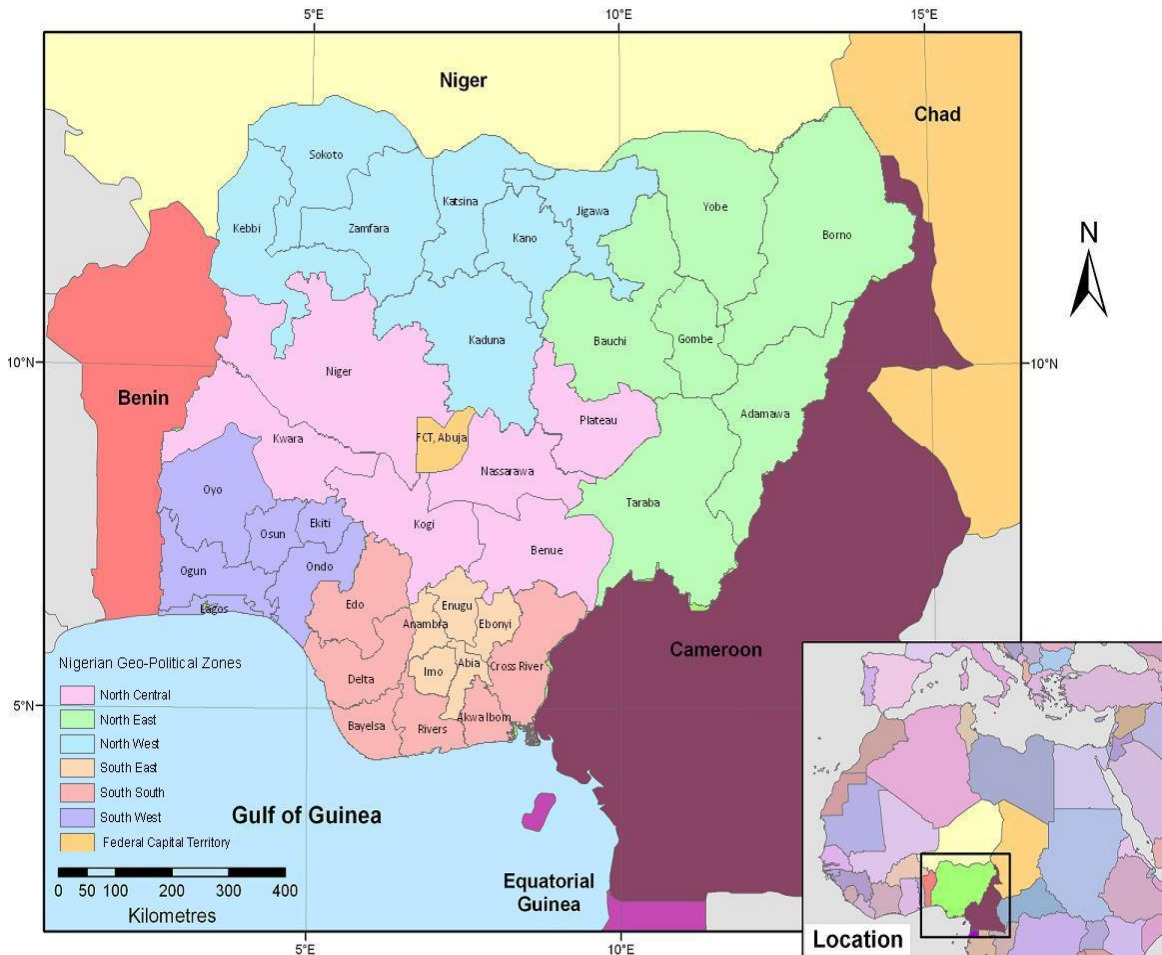 5°E
10°E
15°E
Niger
Chad
Sokoto
Katsina
Jigawa
Yobe
Kebbi
Zamfara
Kano
Borno
N
10°N
10°N
Kaduna
Bauchi
Gombe
Niger
Benin
Adamawa
Plateau
FCT, Abuja
Kwara
Nassarawa
Oyo
Taraba
Kogi
Osun
Ekiti
Benue
Ogun
Ondo
Lagos
Edo
Enugu
Anambra
Ebonyi
Cameroon
Imo
Abia
Cross River
Delta
5°N
Bayelsa
Rivers
Akwa Ibom
Nigerian Geo-Political Zones
North Central
North East
North West
South East
South South
South West
Federal Capital Territory
Gulf of Guinea
0 50 100 200 300 400
Kilometres
Equatorial
Guinea
5°E
10°E
Location